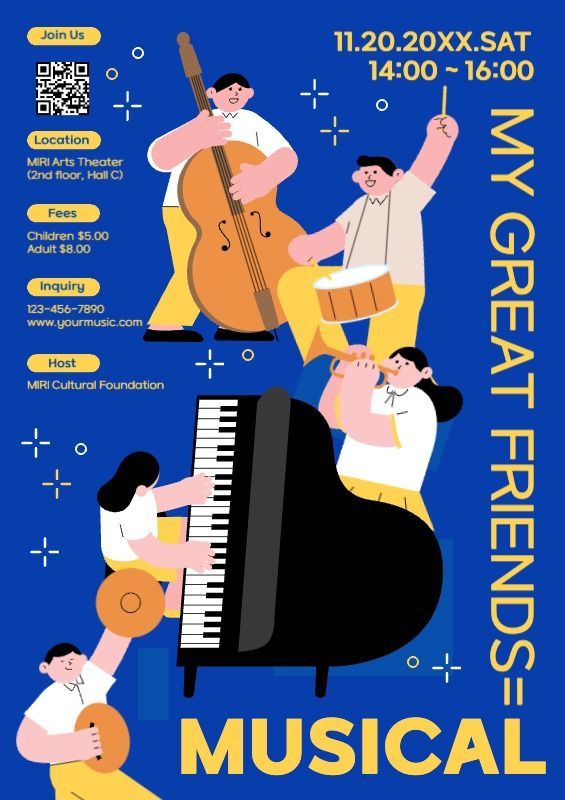 Join Us
11.20.20XX.SAT
14:00 ~ 16:00
Location
MIRI Arts Theater
(2nd floor, Hall C)
Fees
Children $5.00
Adult $8.00
Inquiry
123-456-7890
www.yourmusic.com
Host
MIRI Cultural Foundation
MY GREAT FRIENDS=
MUSICAL